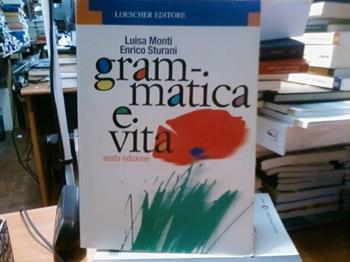 LOESCHER EDITORE
Luisa Monti
Enrico Sturani
gram-
matica
e
vita
sesta edizione